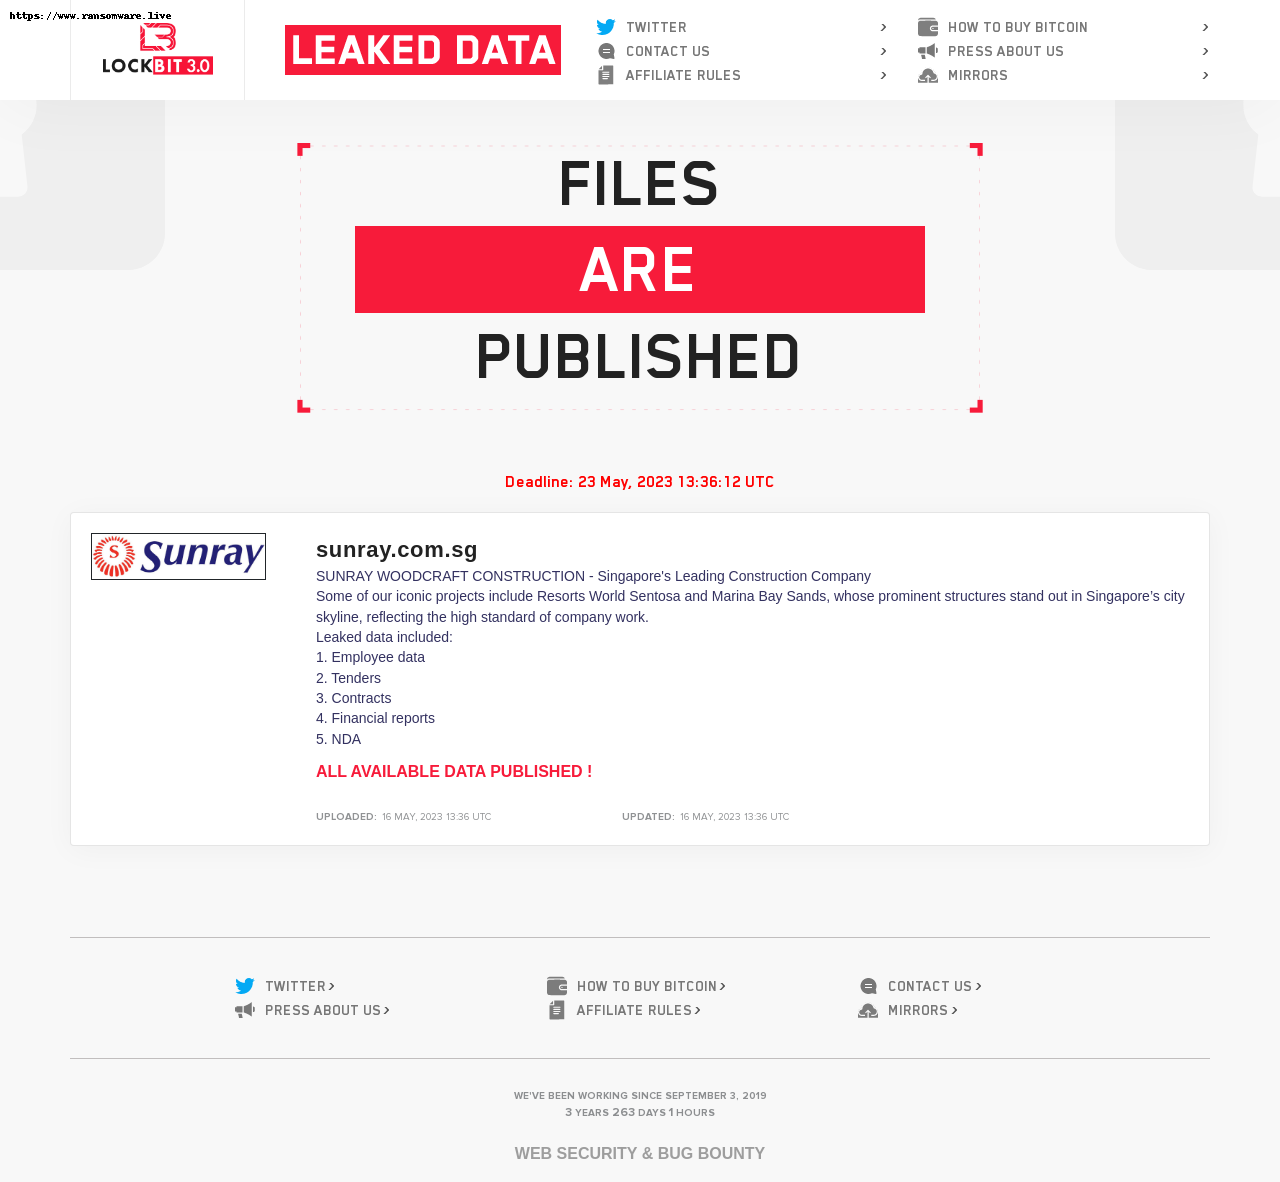 https://www.ransomware.live
LOCKBIT 3.0
LEAKED DATA
TWITTER >
CONTACT US >
AFFILIATE RULES >
HOW TO BUY BITCOIN >
PRESS ABOUT US >
MIRRORS >
FILES
ARE
PUBLISHED
Deadline: 23 May, 2023 13:36:12 UTC
S Sunray
sunray.com.sg
SUNRAY WOODCRAFT CONSTRUCTION - Singapore's Leading Construction Company
Some of our iconic projects include Resorts World Sentosa and Marina Bay Sands, whose prominent structures stand out in Singapore’s city
skyline, reflecting the high standard of company work.
Leaked data included:
1. Employee data
2. Tenders
3. Contracts
4. Financial reports
5. NDA
ALL AVAILABLE DATA PUBLISHED !
UPLOADED: 16 MAY, 2023 13:36 UTC
UPDATED: 16 MAY, 2023 13:36 UTC
TWITTER >
PRESS ABOUT US >
HOW TO BUY BITCOIN >
AFFILIATE RULES >
CONTACT US >
MIRRORS >
WE'VE BEEN WORKING SINCE SEPTEMBER 3, 2019
3 YEARS 263 DAYS 1 HOURS
WEB SECURITY & BUG BOUNTY